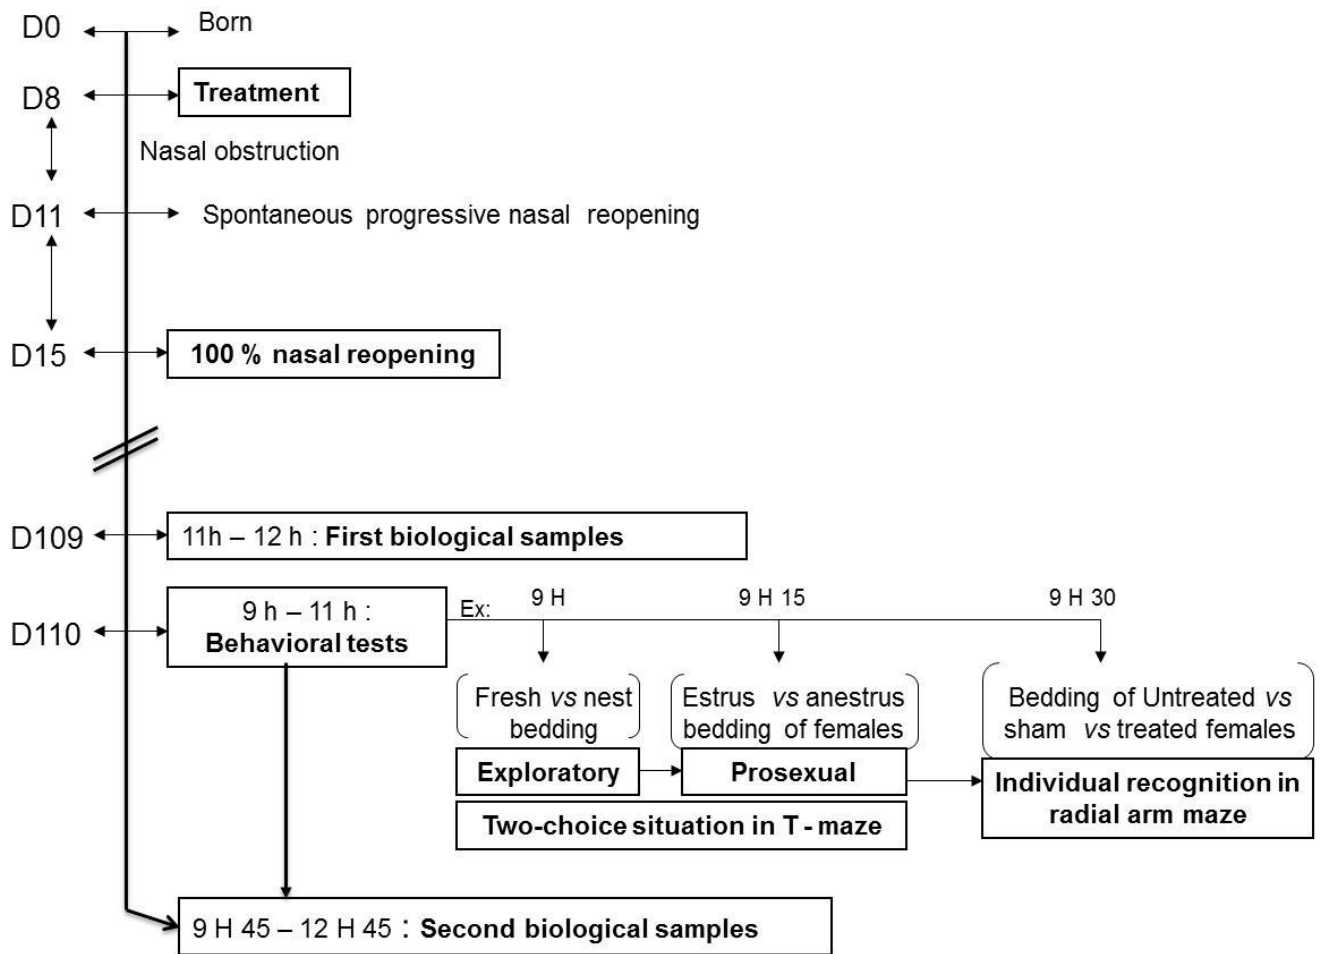 D0 Born
D8 Treatment
Nasal obstruction
D11 Spontaneous progressive nasal reopening
D15 100 % nasal reopening
D109 11h – 12 h : First biological samples
D110
9 h – 11 h :
Behavioral tests
Ex: 9 H 9 H 15 9 H 30
Fresh vs nest
bedding
Estrus vs anestrus
bedding of females
Bedding of Untreated vs
sham vs treated females
Exploratory
Prosexual
Individual recognition in
radial arm maze
Two-choice situation in T - maze
9 H 45 – 12 H 45 : Second biological samples